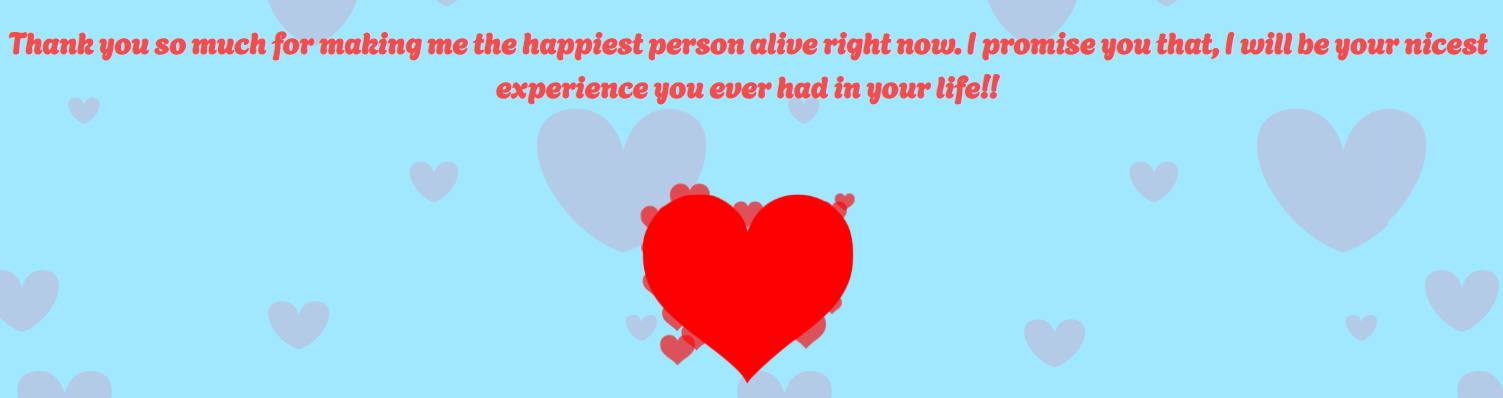 Thank you so much for making me the happiest person alive right now. I promise you that, I will be your nicest
experience you ever had in your life!!